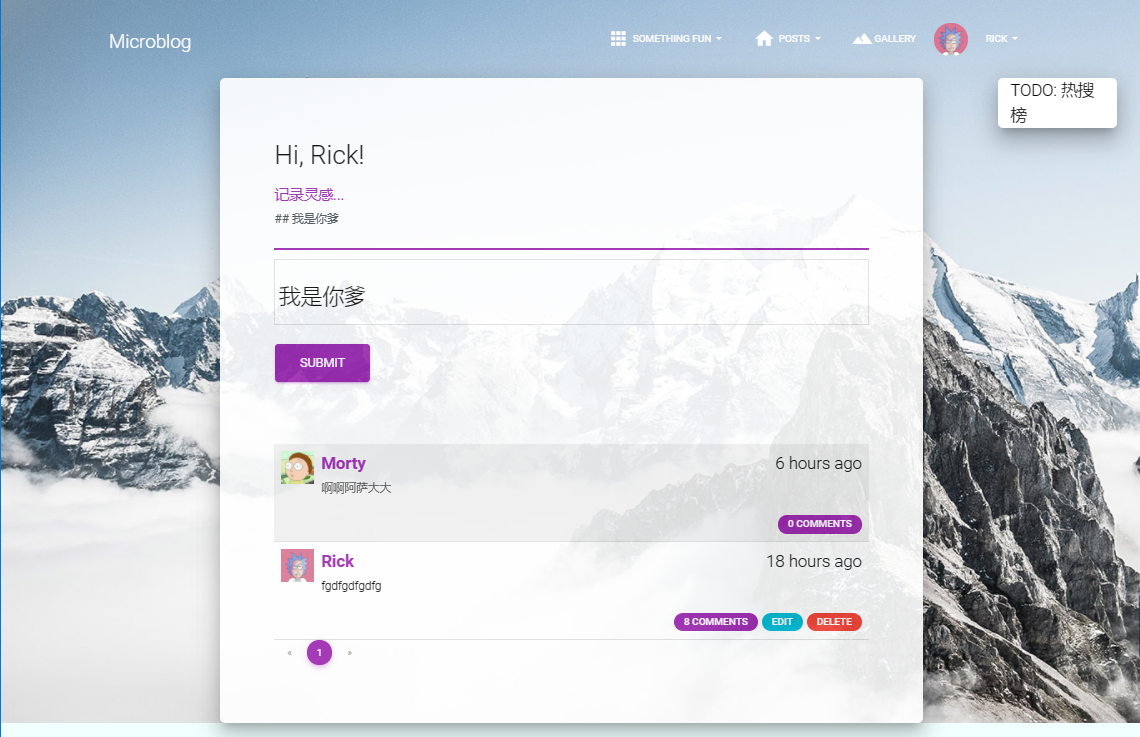 Microblog
SOMETHING FUN
POSTS
GALLERY
RICK
TODO: 热搜
榜
Hi, Rick!
记录灵感...
## 我是你爹
我是你爹
SUBMIT
Morty
6 hours ago
啊啊阿萨大大
0 COMMENTS
Rick
18 hours ago
fgdfgdfgdfg
8 COMMENTS
EDIT
DELETE
« 1 »